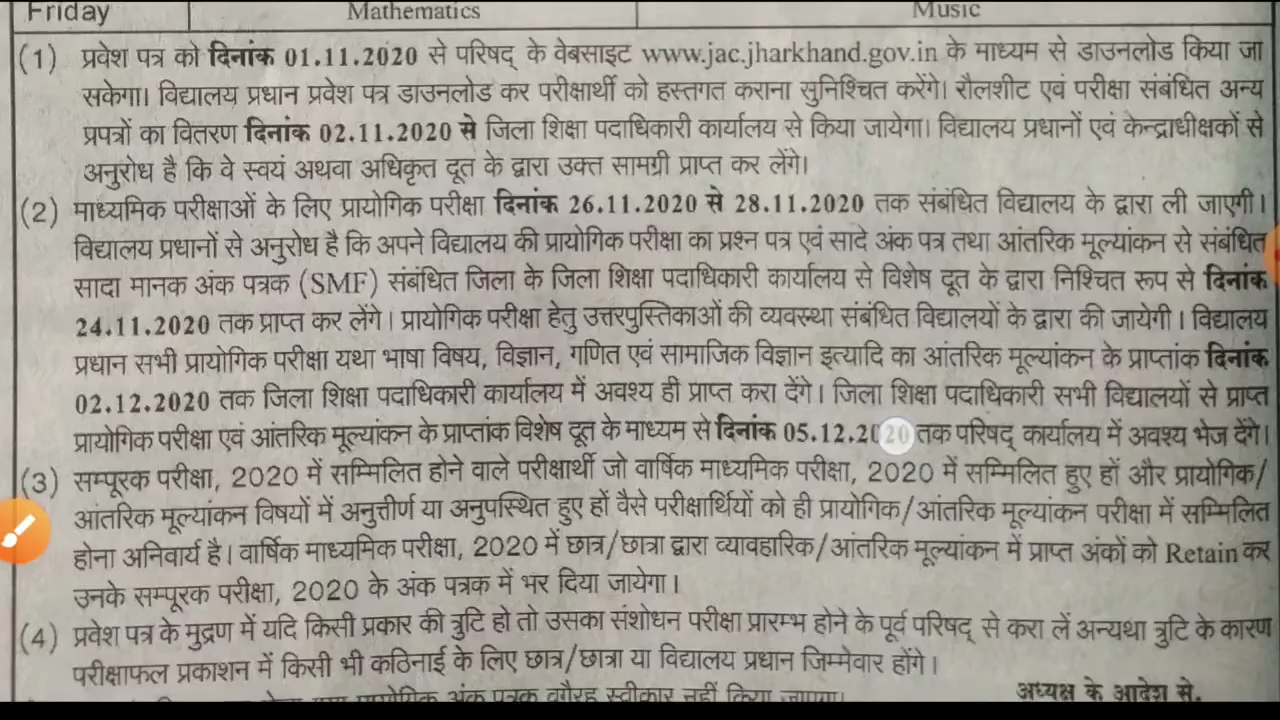 Friday Mathematics Music
(1) प्रवेश पत्र को दिनांक 01.11.2020 से परिषद् के वेबसाइट www.jac.jharkhand.gov.in के माध्यम से डाउनलोड किया जा
सकेगा। विद्यालय प्रधान प्रवेश पत्र डाउनलोड कर परीक्षार्थी को हस्तगत कराना सुनिश्चित करेंगे। रौलशीट एवं परीक्षा संबंधित अन्य
प्रपत्रों का वितरण दिनांक 02.11.2020 से जिला शिक्षा पदाधिकारी कार्यालय से किया जायेगा। विद्यालय प्रधानों एवं केन्द्राधीक्षकों से
अनुरोध है कि वे स्वयं अथवा अधिकृत दूत के द्वारा उक्त सामग्री प्राप्त कर लेंगे।
(2) माध्यमिक परीक्षाओं के लिए प्रायोगिक परीक्षा दिनांक 26.11.2020 से 28.11.2020 तक संबंधित विद्यालय के द्वारा ली जाएगी।
विद्यालय प्रधानों से अनुरोध है कि अपने विद्यालय की प्रायोगिक परीक्षा का प्रश्न पत्र एवं सादे अंक पत्र तथा आंतरिक मूल्यांकन से संबंधित
सादा मानक अंक पत्रक (SMF) संबंधित जिला के जिला शिक्षा पदाधिकारी कार्यालय से विशेष दूत के द्वारा निश्चित रूप से दिनांक
24.11.2020 तक प्राप्त कर लेंगे। प्रायोगिक परीक्षा हेतु उत्तरपुस्तिकाओं की व्यवस्था संबंधित विद्यालयों के द्वारा की जायेगी। विद्यालय
प्रधान सभी प्रायोगिक परीक्षा यथा भाषा विषय, विज्ञान, गणित एवं सामाजिक विज्ञान इत्यादि का आंतरिक मूल्यांकन के प्राप्तांक दिनांक
02.12.2020 तक जिला शिक्षा पदाधिकारी कार्यालय में अवश्य ही प्राप्त करा देंगे। जिला शिक्षा पदाधिकारी सभी विद्यालयों से प्राप्त
प्रायोगिक परीक्षा एवं आंतरिक मूल्यांकन के प्राप्तांक विशेष दूत के माध्यम से दिनांक 05.12.2020 तक परिषद् कार्यालय में अवश्य भेज देंगे।
(3) सम्पूरक परीक्षा, 2020 में सम्मिलित होने वाले परीक्षार्थी जो वार्षिक माध्यमिक परीक्षा, 2020 में सम्मिलित हुए हों और प्रायोगिक/
आंतरिक मूल्यांकन विषयों में अनुत्तीर्ण या अनुपस्थित हुए हों वैसे परीक्षार्थियों को ही प्रायोगिक/आंतरिक मूल्यांकन परीक्षा में सम्मिलित
होना अनिवार्य है। वार्षिक माध्यमिक परीक्षा, 2020 में छात्र/छात्रा द्वारा व्यावहारिक/आंतरिक मूल्यांकन में प्राप्त अंकों को Retain कर
उनके सम्पूरक परीक्षा, 2020 के अंक पत्रक में भर दिया जायेगा।
(4) प्रवेश पत्र के मुद्रण में यदि किसी प्रकार की त्रुटि हो तो उसका संशोधन परीक्षा प्रारम्भ होने के पूर्व परिषद् से करा लें अन्यथा त्रुटि के कारण
परीक्षाफल प्रकाशन में किसी भी कठिनाई के लिए छात्र/छात्रा या विद्यालय प्रधान जिम्मेवार होंगे।
प्रायोगिक अंक पत्रक वगैरह स्वीकार नहीं किया जाएगा।
अध्यक्ष के आदेश से,